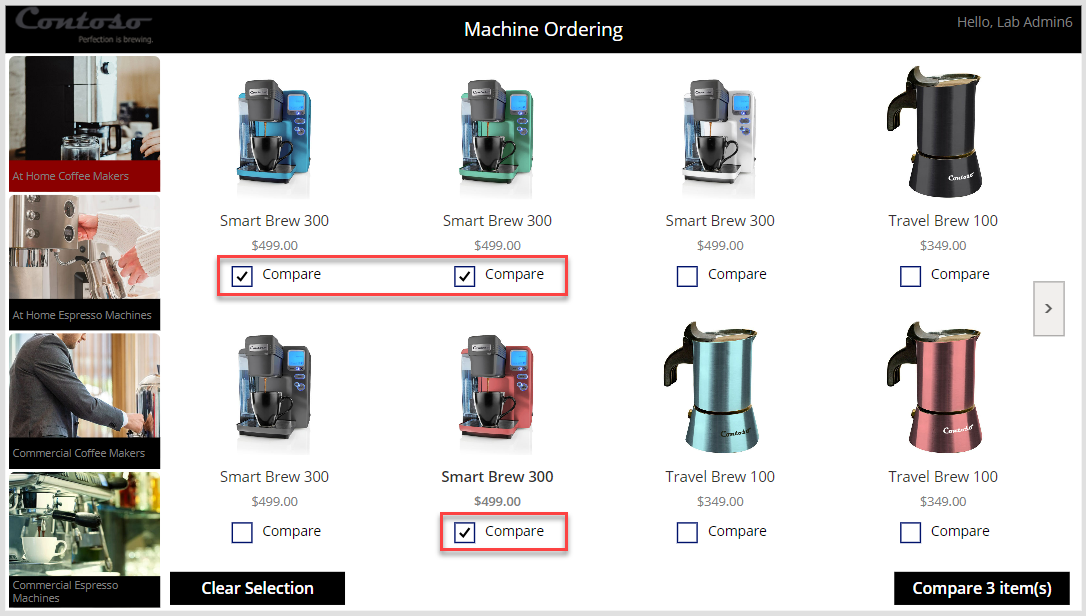 Contoso
Perfection is brewing.
Machine Ordering
Hello, Lab Admin6
At Home Coffee Makers
At Home Espresso Machines
Commercial Coffee Makers
Commercial Espresso
Machines
Contoso
Contoso
Contoso
Contoso
Smart Brew 300
Smart Brew 300
Smart Brew 300
Travel Brew 100
$499.00
$499.00
$499.00
$349.00
Compare
Compare
Compare
Compare
Contoso
Contoso
Contoso
Contoso
Smart Brew 300
Smart Brew 300
Travel Brew 100
Travel Brew 100
$499.00
$499.00
$349.00
$349.00
Compare
Compare
Compare
Compare
Clear Selection
Compare 3 item(s)